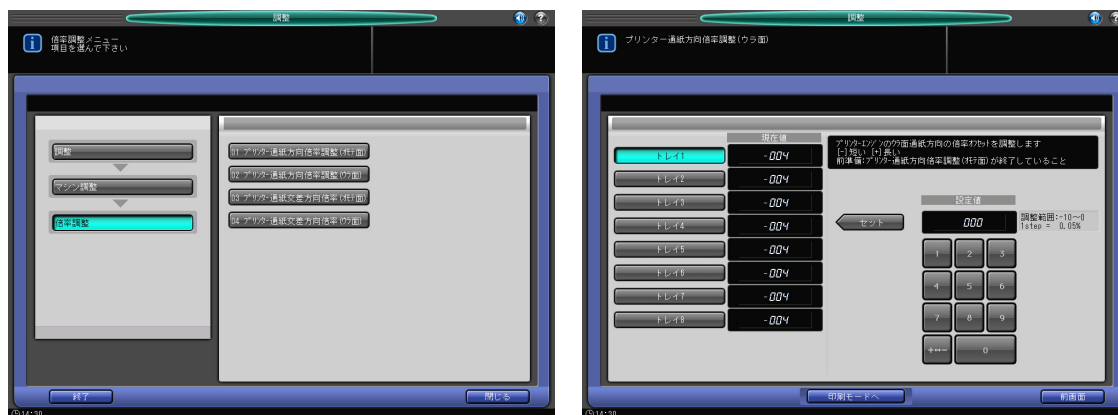 調整
倍率調整メニュー
項目を選んで下さい
調整
マシン調整
倍率調整
01 プリンター通紙方向倍率調整(オモテ面)
02 プリンター通紙方向倍率調整(ウラ面)
03 プリンター通紙交差方向倍率(オモテ面)
04 プリンター通紙交差方向倍率(ウラ面)
終了
閉じる
14:30
調整
プリンター通紙方向倍率調整(ウラ面)
現在値
トレイ1 -004
トレイ2 -004
トレイ3 -004
トレイ4 -004
トレイ5 -004
トレイ6 -004
トレイ7 -004
トレイ8 -004
プリンターエンジンのウラ面通紙方向の倍率オフセットを調整します
[-]短い [+]長い
前準備:プリンター通紙方向倍率調整(オモテ面)が終了していること
設定値
セット
000
調整範囲:-10～0
1step = 0.05%
1 2 3
4 5 6
7 8 9
+↔- 0
印刷モードへ
前画面
14:30